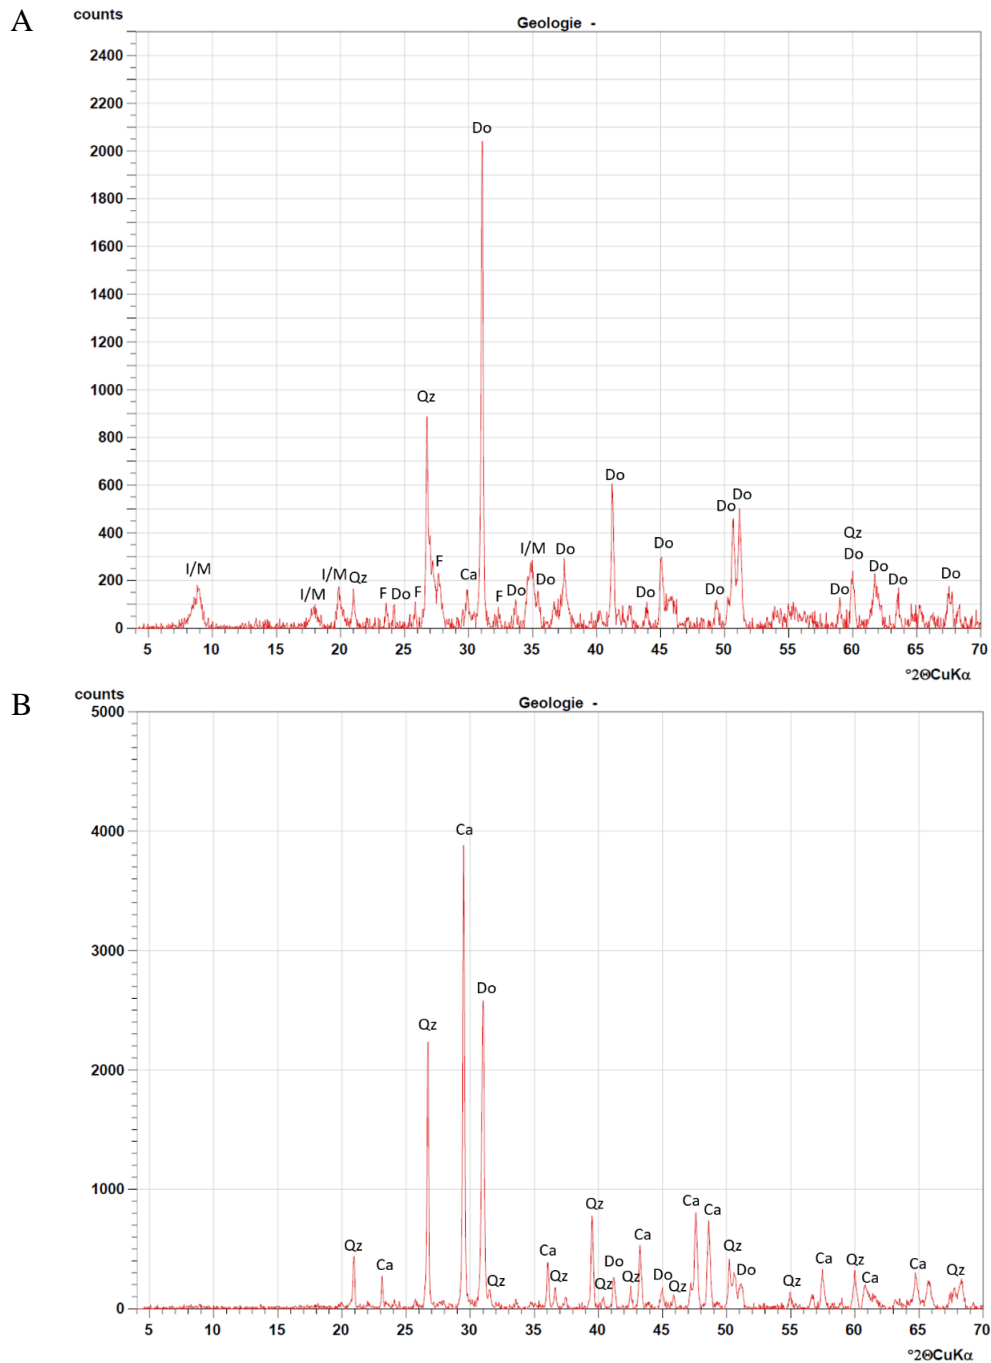 A
counts
Geologie -
2400
2200
2000
1800
1600
1400
1200
1000
800
600
400
200
0
Do
Qz
I/M
I/M
I/M
Qz
F
Do
F
F
Ca
F
Do
I/M
Do
Do
Do
Do
Do
Do
Do
Do
Do
Qz
Do
Do
Do
Do
5 10 15 20 25 30 35 40 45 50 55 60 65 70
°2ΘCuKα
B
counts
Geologie -
5000
4000
3000
2000
1000
0
Qz
Ca
Qz
Ca
Do
Qz
Ca
Qz
Qz
Qz
Do
Qz
Ca
Do
Qz
Ca
Ca
Qz
Do
Qz
Ca
Qz
Ca
Ca
Qz
5 10 15 20 25 30 35 40 45 50 55 60 65 70
°2ΘCuKα